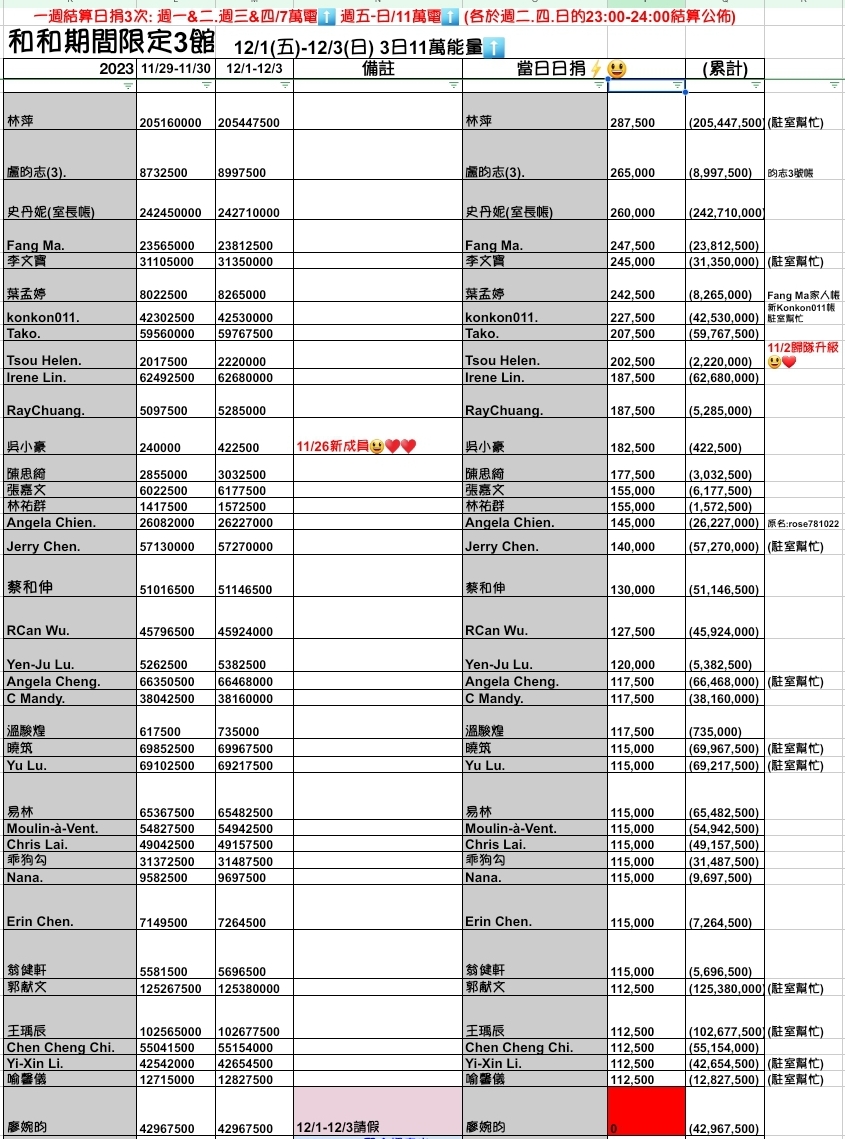 一週結算日捐3次: 週一&二.週三&四/7萬電⬆️ 週五-日/11萬電⬆️ (各於週二.四.日的23:00-24:00結算公佈)
和和期間限定3館 12/1(五)-12/3(日) 3日11萬能量⬆️
2023 11/29-11/30 12/1-12/3 備註 當日日捐⚡😃 (累計)
林萍 205160000 205447500 林萍 287,500 (205,447,500) (駐室幫忙)
盧昀志(3). 8732500 8997500 盧昀志(3). 265,000 (8,997,500) 昀志3號帳
史丹妮(室長帳) 242450000 242710000 史丹妮(室長帳) 260,000 (242,710,000)
Fang Ma. 23565000 23812500 Fang Ma. 247,500 (23,812,500)
李文寶 31105000 31350000 李文寶 245,000 (31,350,000) (駐室幫忙)
葉孟婷 8022500 8265000 葉孟婷 242,500 (8,265,000) Fang Ma家人帳
konkon011. 42302500 42530000 konkon011. 227,500 (42,530,000) 新Konkon011帳
駐室幫忙
Tako. 59560000 59767500 Tako. 207,500 (59,767,500)
Tsou Helen. 2017500 2220000 Tsou Helen. 202,500 (2,220,000) 11/2歸隊升級
😃❤️
Irene Lin. 62492500 62680000 Irene Lin. 187,500 (62,680,000)
RayChuang. 5097500 5285000 RayChuang. 187,500 (5,285,000)
吳小豪 240000 422500 11/26新成員😃❤️❤️ 吳小豪 182,500 (422,500)
陳思綺 2855000 3032500 陳思綺 177,500 (3,032,500)
張嘉文 6022500 6177500 張嘉文 155,000 (6,177,500)
林祐群 1417500 1572500 林祐群 155,000 (1,572,500)
Angela Chien. 26082000 26227000 Angela Chien. 145,000 (26,227,000) 原名:rose781022
Jerry Chen. 57130000 57270000 Jerry Chen. 140,000 (57,270,000) (駐室幫忙)
蔡和伸 51016500 51146500 蔡和伸 130,000 (51,146,500)
RCan Wu. 45796500 45924000 RCan Wu. 127,500 (45,924,000)
Yen-Ju Lu. 5262500 5382500 Yen-Ju Lu. 120,000 (5,382,500)
Angela Cheng. 66350500 66468000 Angela Cheng. 117,500 (66,468,000) (駐室幫忙)
C Mandy. 38042500 38160000 C Mandy. 117,500 (38,160,000)
溫駿煌 617500 735000 溫駿煌 117,500 (735,000)
曉筑 69852500 69967500 曉筑 115,000 (69,967,500) (駐室幫忙)
Yu Lu. 69102500 69217500 Yu Lu. 115,000 (69,217,500) (駐室幫忙)
易林 65367500 65482500 易林 115,000 (65,482,500)
Moulin-à-Vent. 54827500 54942500 Moulin-à-Vent. 115,000 (54,942,500)
Chris Lai. 49042500 49157500 Chris Lai. 115,000 (49,157,500)
乖狗勾 31372500 31487500 乖狗勾 115,000 (31,487,500)
Nana. 9582500 9697500 Nana. 115,000 (9,697,500)
Erin Chen. 7149500 7264500 Erin Chen. 115,000 (7,264,500)
翁健軒 5581500 5696500 翁健軒 115,000 (5,696,500)
郭献文 125267500 125380000 郭献文 112,500 (125,380,000) (駐室幫忙)
王瑀辰 102565000 102677500 王瑀辰 112,500 (102,677,500) (駐室幫忙)
Chen Cheng Chi. 55041500 55154000 Chen Cheng Chi. 112,500 (55,154,000)
Yi-Xin Li. 42542000 42654500 Yi-Xin Li. 112,500 (42,654,500) (駐室幫忙)
喻馨儀 12715000 12827500 喻馨儀 112,500 (12,827,500) (駐室幫忙)
廖婉昀 42967500 42967500 12/1-12/3請假 廖婉昀 0 (42,967,500)